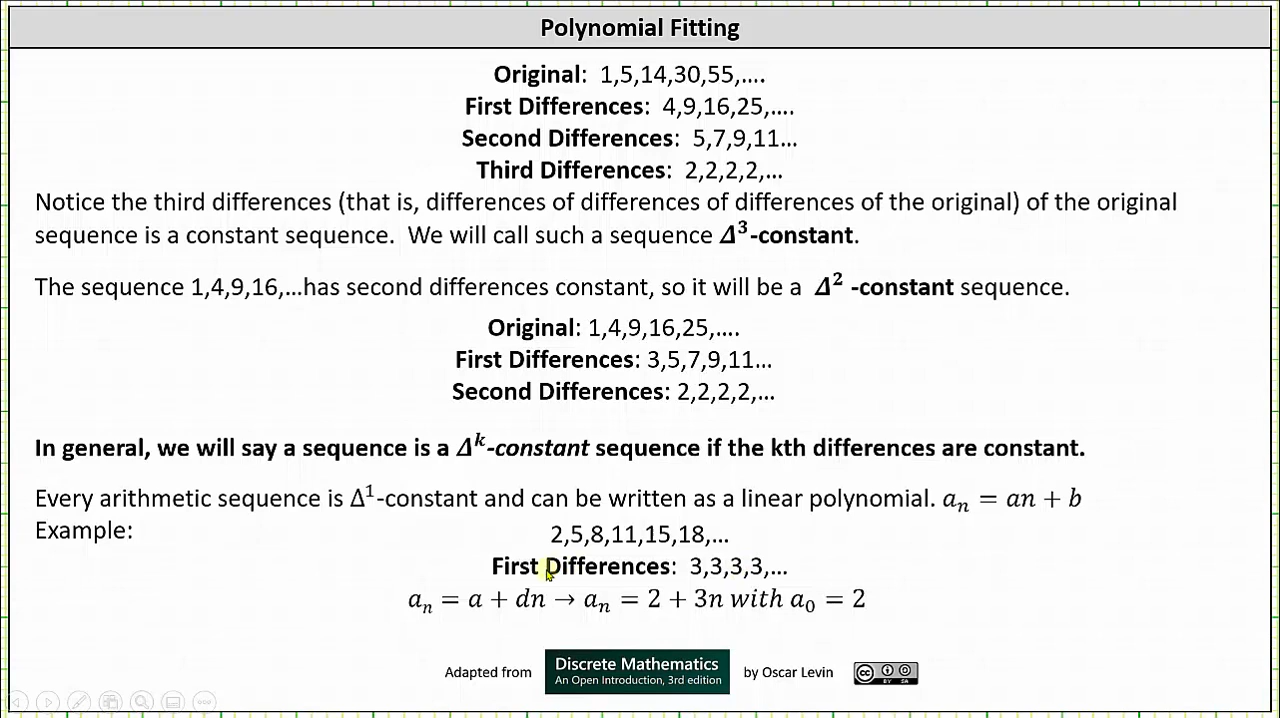 Polynomial Fitting
Original: 1,5,14,30,55,….
First Differences: 4,9,16,25,….
Second Differences: 5,7,9,11…
Third Differences: 2,2,2,2,…
Notice the third differences (that is, differences of differences of differences of the original) of the original
sequence is a constant sequence. We will call such a sequence Δ³-constant.
The sequence 1,4,9,16,…has second differences constant, so it will be a Δ² -constant sequence.
Original: 1,4,9,16,25,….
First Differences: 3,5,7,9,11…
Second Differences: 2,2,2,2,…
In general, we will say a sequence is a Δᵏ-constant sequence if the kth differences are constant.
Every arithmetic sequence is Δ¹-constant and can be written as a linear polynomial. aₙ = an + b
Example:
2,5,8,11,15,18,…
First Differences: 3,3,3,3,…
aₙ = a + dn → aₙ = 2 + 3n with a₀ = 2
Adapted from Discrete Mathematics by Oscar Levin
An Open Introduction, 3rd edition
cc BY SA